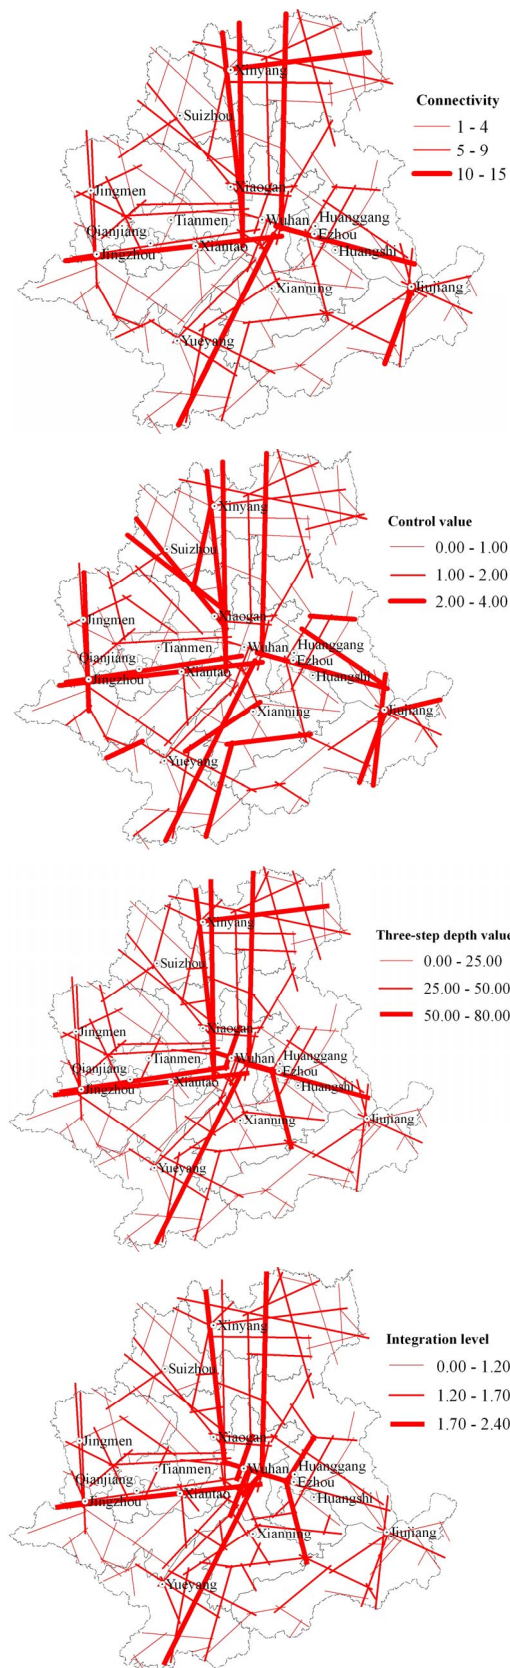 Xinyang
Connectivity
1 - 4
5 - 9
10 - 15
Suizhou
Jingmen
Xiaogan
Qianjiang
Tianmen
Wuhan
Huanggang
Ezhou
Jingzhou
Xiantao
Huangshi
Xianning
Jiujiang
Yueyang
Xinyang
Control value
0.00 - 1.00
1.00 - 2.00
2.00 - 4.00
Suizhou
Jingmen
Xiaogan
Qianjiang
Tianmen
Wuhan
Huanggang
Ezhou
Jingzhou
Xiantao
Huangshi
Xianning
Jiujiang
Yueyang
Xinyang
Three-step depth value
0.00 - 25.00
25.00 - 50.00
50.00 - 80.00
Suizhou
Jingmen
Xiaogan
Qianjiang
Tianmen
Wuhan
Huanggang
Ezhou
Jingzhou
Xiantao
Huangshi
Xianning
Jiujiang
Yueyang
Xinyang
Integration level
0.00 - 1.20
1.20 - 1.70
1.70 - 2.40
Suizhou
Jingmen
Xiaogan
Qianjiang
Tianmen
Wuhan
Huanggang
Ezhou
Jingzhou
Xiantao
Huangshi
Xianning
Jiujiang
Yueyang